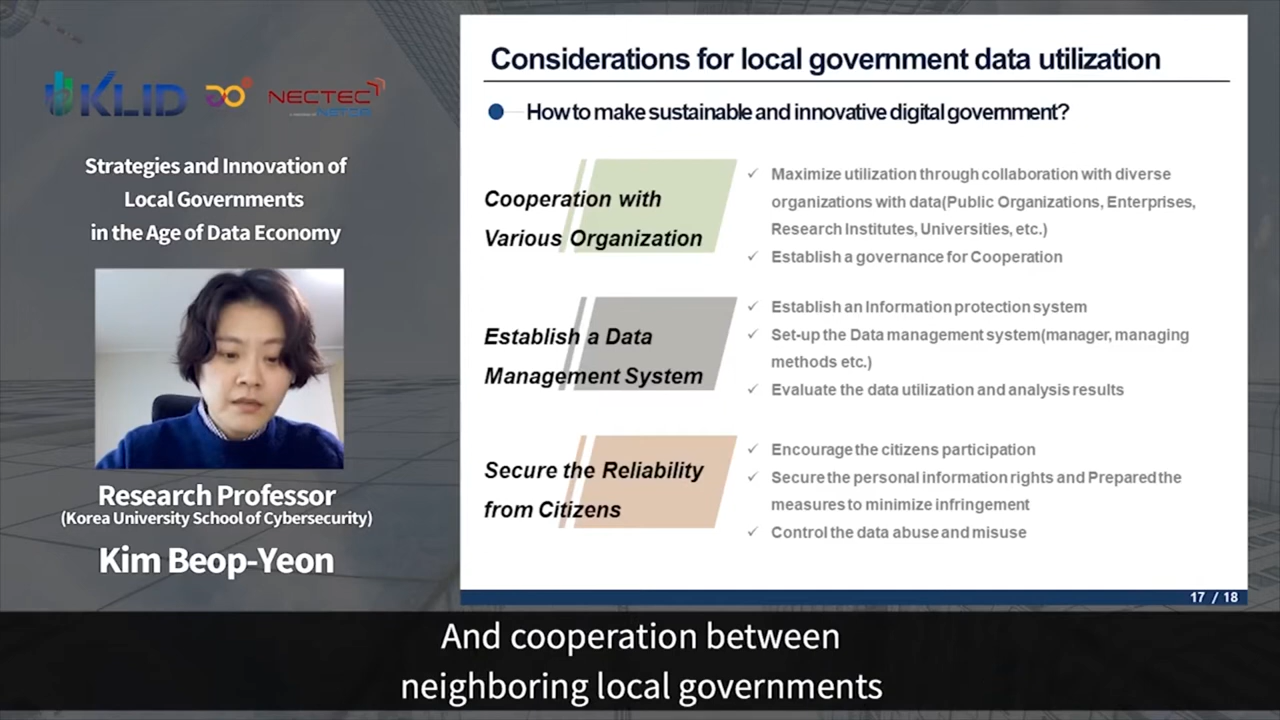 KLID
NECTEC
Strategies and Innovation of
Local Governments
in the Age of Data Economy
Research Professor
(Korea University School of Cybersecurity)
Kim Beop-Yeon
Considerations for local government data utilization
How to make sustainable and innovative digital government?
Cooperation with
Various Organization
✓ Maximize utilization through collaboration with diverse
organizations with data(Public Organizations, Enterprises,
Research Institutes, Universities, etc.)
✓ Establish a governance for Cooperation
Establish a Data
Management System
✓ Establish an Information protection system
✓ Set-up the Data management system(manager, managing
methods etc.)
✓ Evaluate the data utilization and analysis results
Secure the Reliability
from Citizens
✓ Encourage the citizens participation
✓ Secure the personal information rights and Prepared the
measures to minimize infringement
✓ Control the data abuse and misuse
17 / 18
And cooperation between
neighboring local governments